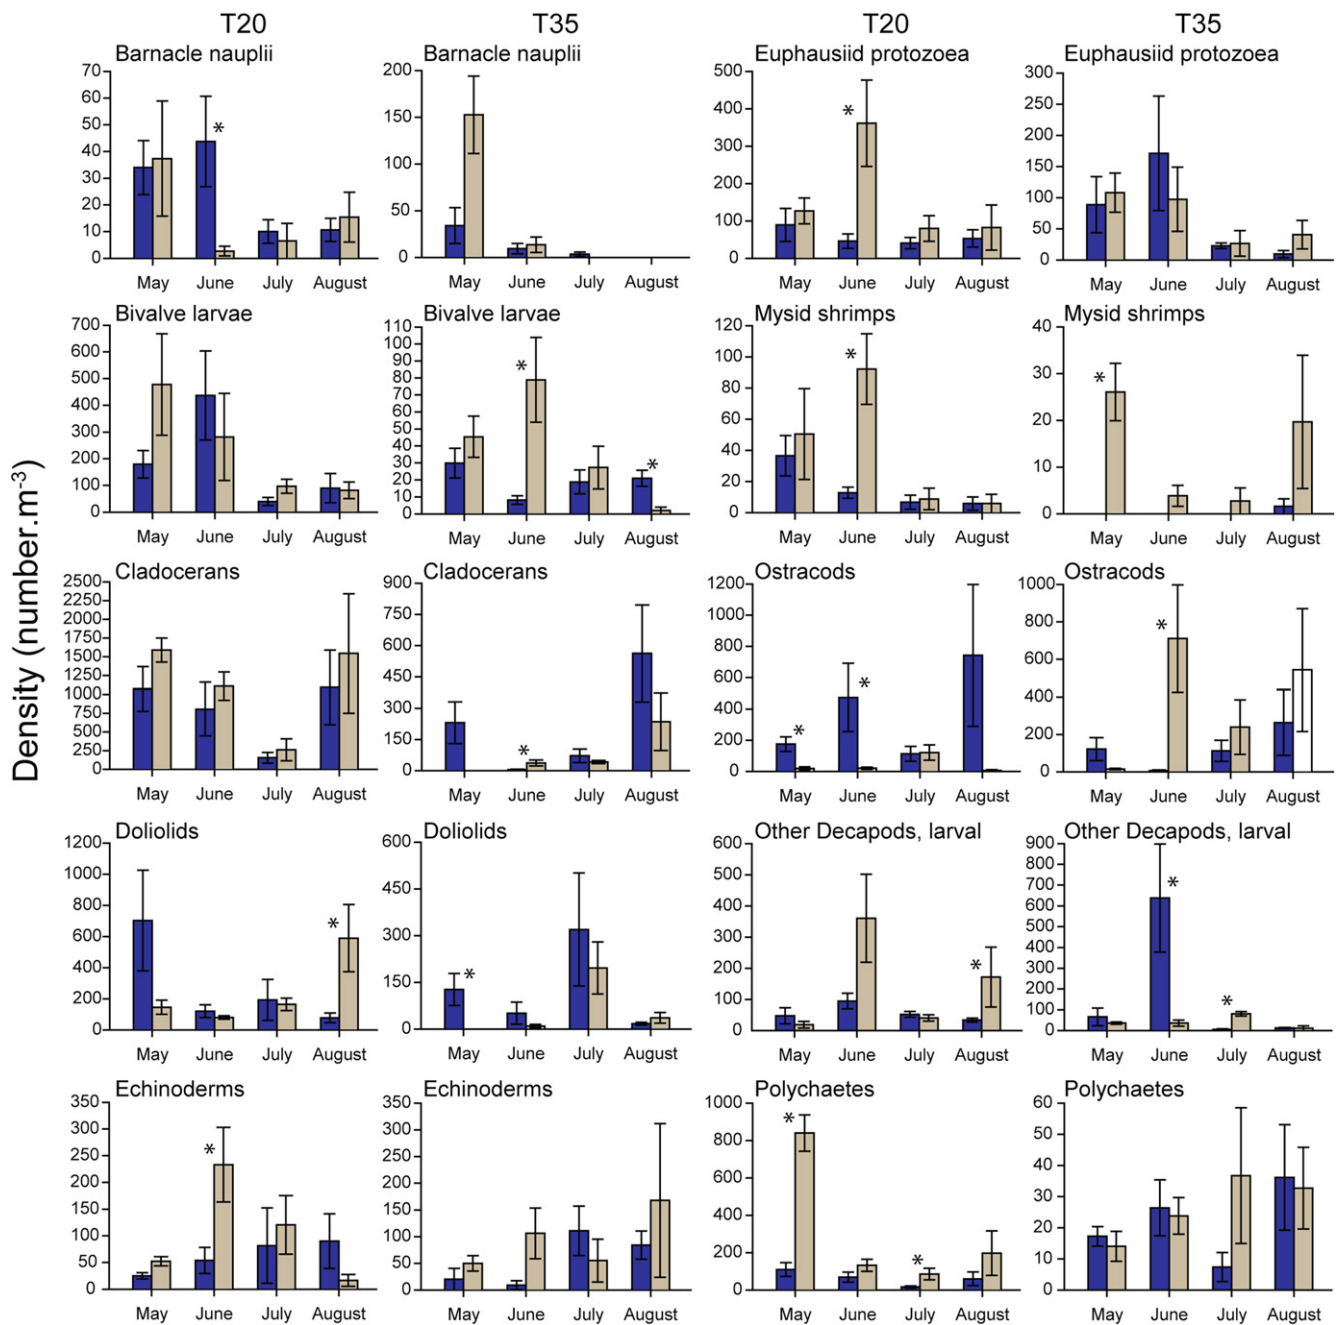 T20 T35 T20 T35
Barnacle nauplii Barnacle nauplii Euphausiid protozoea Euphausiid protozoea
70 60 50 40 30 20 10 0
May June July August
*
200 150 100 50 0
May June July August
500 400 300 200 100 0
May June July August
*
300 250 200 150 100 50 0
May June July August
Bivalve larvae Bivalve larvae Mysid shrimps Mysid shrimps
700 600 500 400 300 200 100 0
May June July August
110 100 90 80 70 60 50 40 30 20 10 0
May June July August
* *
120 100 80 60 40 20 0
May June July August
*
40 30 20 10 0
May June July August
*
Density (number.m-3)
Cladocerans Cladocerans Ostracods Ostracods
2500 2250 2000 1750 1500 1250 1000 750 500 250 0
May June July August
900 750 600 450 300 150 0
May June July August
*
1200 1000 800 600 400 200 0
May June July August
* *
1000 800 600 400 200 0
May June July August
*
Doliolids Doliolids Other Decapods, larval Other Decapods, larval
1200 1000 800 600 400 200 0
May June July August
*
600 450 300 150 0
May June July August
*
600 500 400 300 200 100 0
May June July August
*
900 800 700 600 500 400 300 200 100 0
May June July August
* *
Echinoderms Echinoderms Polychaetes Polychaetes
350 300 250 200 150 100 50 0
May June July August
*
350 300 250 200 150 100 50 0
May June July August
1000 800 600 400 200 0
May June July August
* *
60 50 40 30 20 10 0
May June July August